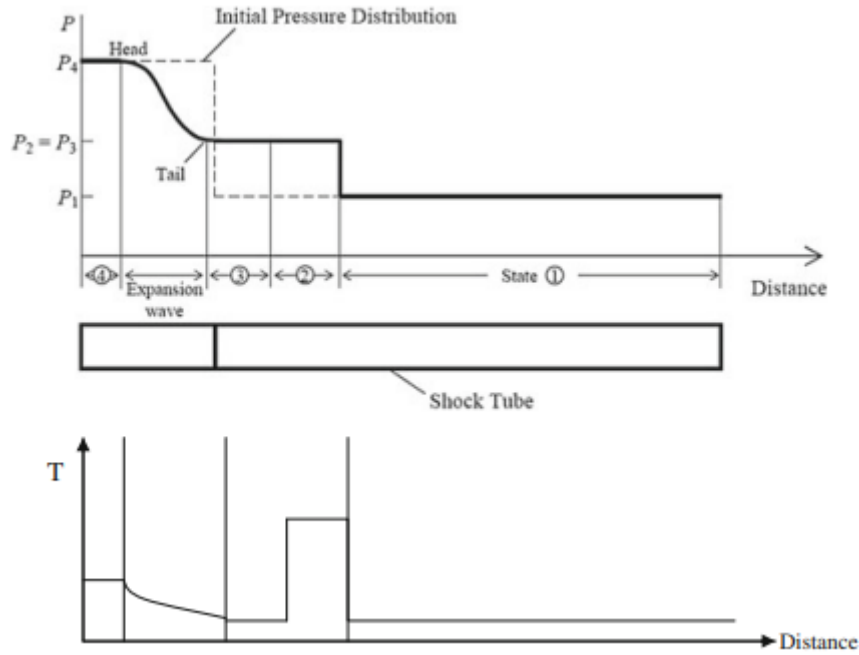 P
Initial Pressure Distribution
Head
P₄
P₂ = P₃
Tail
P₁
④
Expansion
wave
③
②
State ①
Distance
Shock Tube
T
Distance